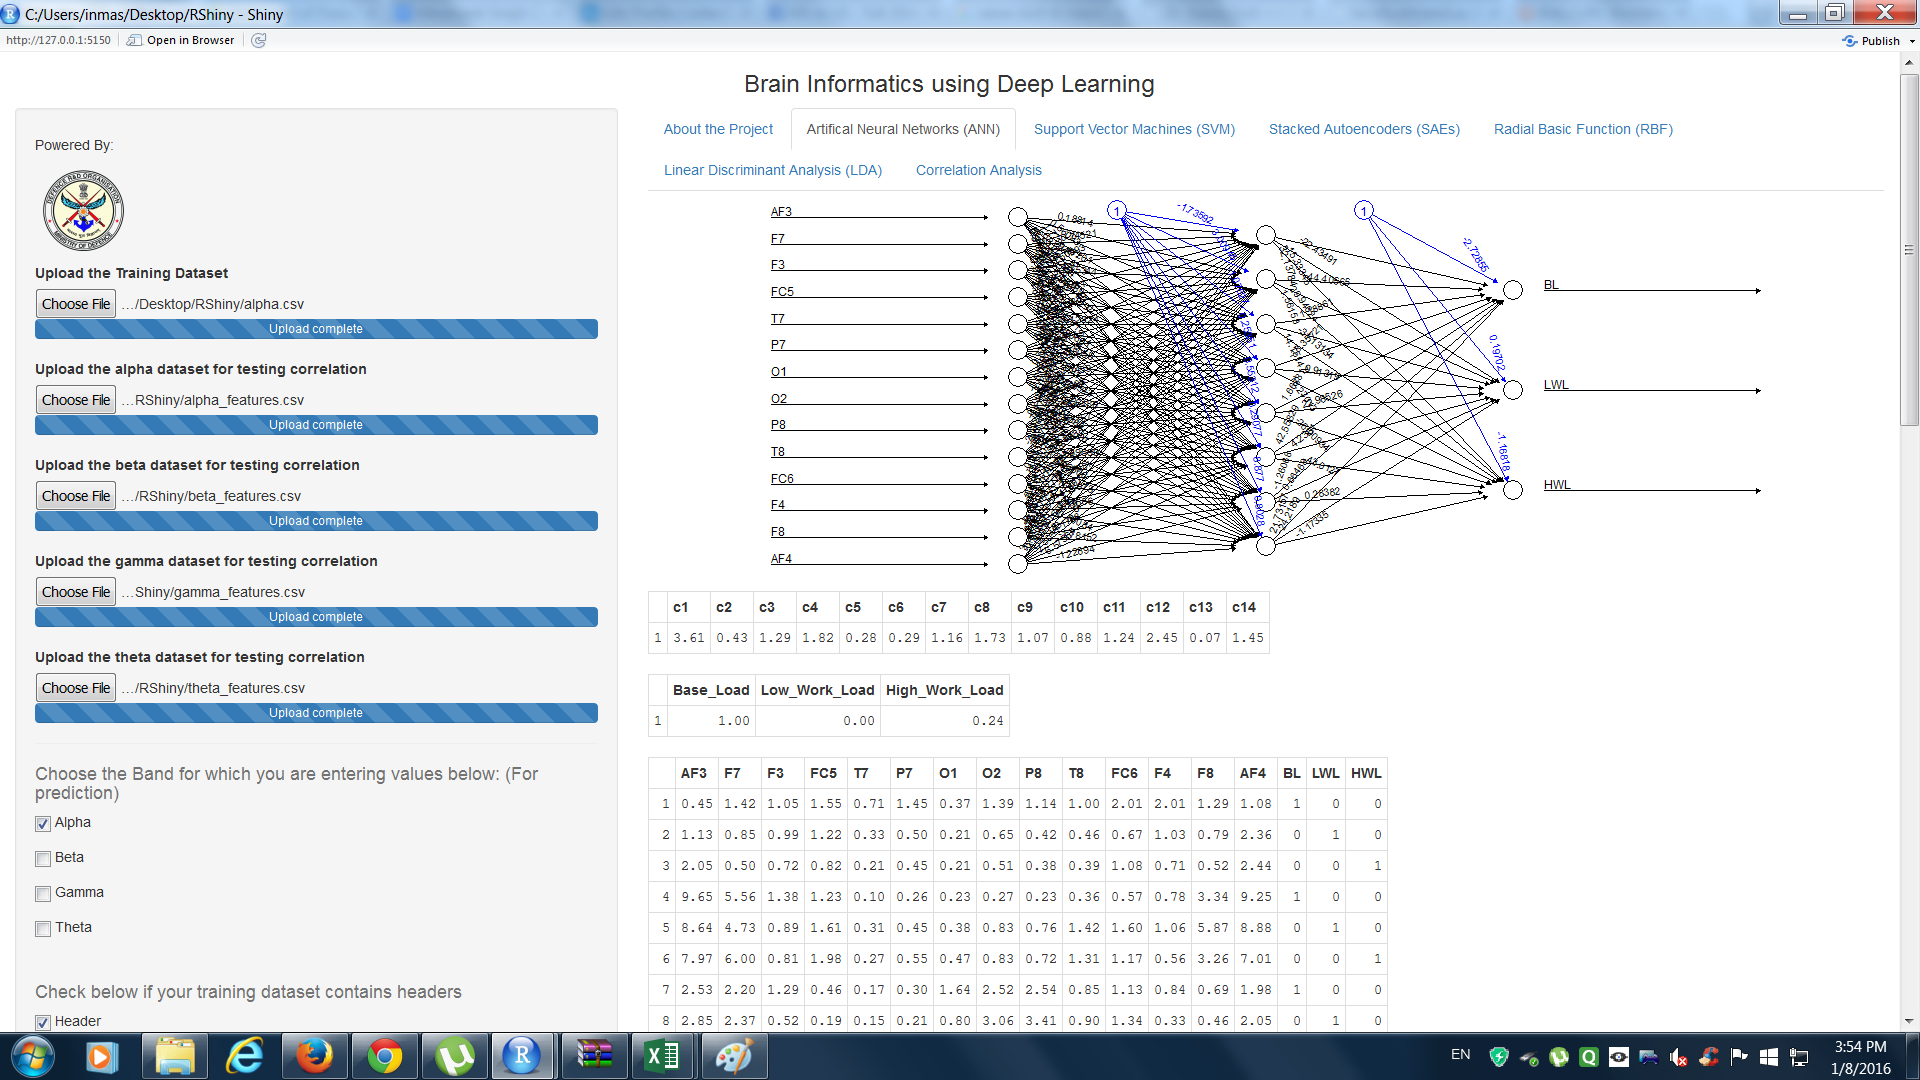 C:/Users/inmas/Desktop/RShiny - Shiny
http://127.0.0.1:5150 Open in Browser Publish
Brain Informatics using Deep Learning
Powered By:
DEFENCE R&D ORGANISATION
MINISTRY OF DEFENCE
Upload the Training Dataset
Choose File …/Desktop/RShiny/alpha.csv
Upload complete
Upload the alpha dataset for testing correlation
Choose File …RShiny/alpha_features.csv
Upload complete
Upload the beta dataset for testing correlation
Choose File …/RShiny/beta_features.csv
Upload complete
Upload the gamma dataset for testing correlation
Choose File …Shiny/gamma_features.csv
Upload complete
Upload the theta dataset for testing correlation
Choose File …/RShiny/theta_features.csv
Upload complete
Choose the Band for which you are entering values below: (For
prediction)
Alpha
Beta
Gamma
Theta
Check below if your training dataset contains headers
Header
About the Project Artifical Neural Networks (ANN) Support Vector Machines (SVM) Stacked Autoencoders (SAEs) Radial Basic Function (RBF)
Linear Discriminant Analysis (LDA) Correlation Analysis
AF3
F7
F3
FC5
T7
P7
O1
O2
P8
T8
FC6
F4
F8
AF4
1
1
0.18814
-1.73592
-22.43491
-2.72855
0.19702
-1.16818
0.28382
-1.17335
-1.22694
BL
LWL
HWL
c1 c2 c3 c4 c5 c6 c7 c8 c9 c10 c11 c12 c13 c14
1 3.61 0.43 1.29 1.82 0.28 0.29 1.16 1.73 1.07 0.88 1.24 2.45 0.07 1.45
Base_Load Low_Work_Load High_Work_Load
1 1.00 0.00 0.24
AF3 F7 F3 FC5 T7 P7 O1 O2 P8 T8 FC6 F4 F8 AF4 BL LWL HWL
1 0.45 1.42 1.05 1.55 0.71 1.45 0.37 1.39 1.14 1.00 2.01 2.01 1.29 1.08 1 0 0
2 1.13 0.85 0.99 1.22 0.33 0.50 0.21 0.65 0.42 0.46 0.67 1.03 0.79 2.36 0 1 0
3 2.05 0.50 0.72 0.82 0.21 0.45 0.21 0.51 0.38 0.39 1.08 0.71 0.52 2.44 0 0 1
4 9.65 5.56 1.38 1.23 0.10 0.26 0.23 0.27 0.23 0.36 0.57 0.78 3.34 9.25 1 0 0
5 8.64 4.73 0.89 1.61 0.31 0.45 0.38 0.83 0.76 1.42 1.60 1.06 5.87 8.88 0 1 0
6 7.97 6.00 0.81 1.98 0.27 0.55 0.47 0.83 0.72 1.31 1.17 0.56 3.26 7.01 0 0 1
7 2.53 2.20 1.29 0.46 0.17 0.30 1.64 2.52 2.54 0.85 1.13 0.84 0.69 1.98 1 0 0
8 2.85 2.37 0.52 0.19 0.15 0.21 0.80 3.06 3.41 0.90 1.34 0.33 0.46 2.05 0 1 0
EN
3:54 PM
1/8/2016